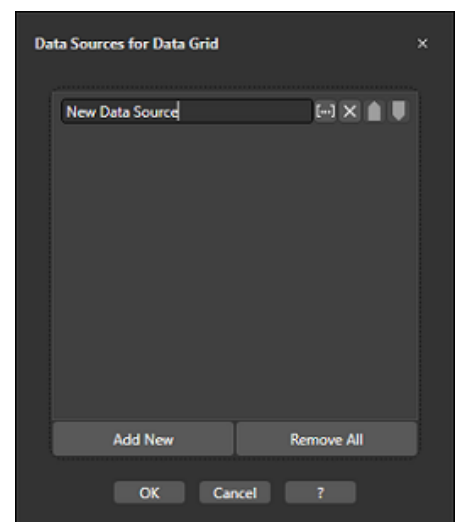 Data Sources for Data Grid ×
New Data Source [...] ×
Add New Remove All
OK Cancel ?